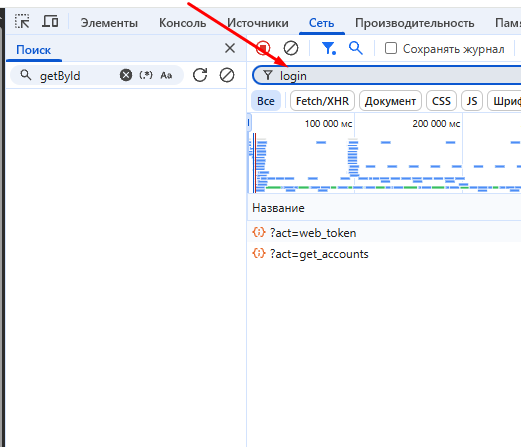 Элементы Консоль Источники Сеть Производительность Пам
Поиск
Сохранять журнал
getById (.*) Aa
login
Все Fetch/XHR Документ CSS JS Шриф
100 000 мс 200 000 мс
Название
?act=web_token
?act=get_accounts